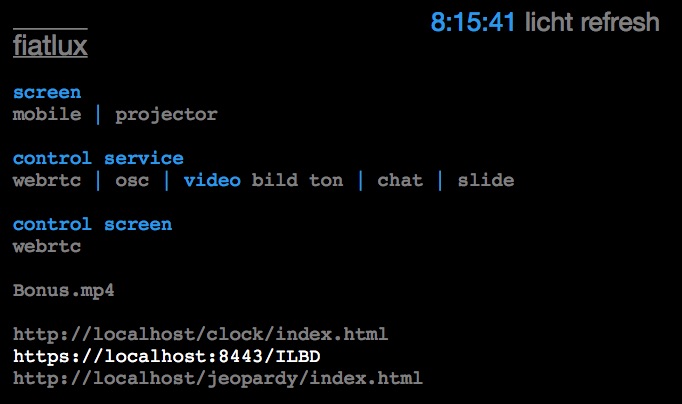 8:15:41 licht refresh
fiatlux
screen
mobile | projector
control service
webrtc | osc | video bild ton | chat | slide
control screen
webrtc
Bonus.mp4
http://localhost/clock/index.html
https://localhost:8443/ILBD
http://localhost/jeopardy/index.html